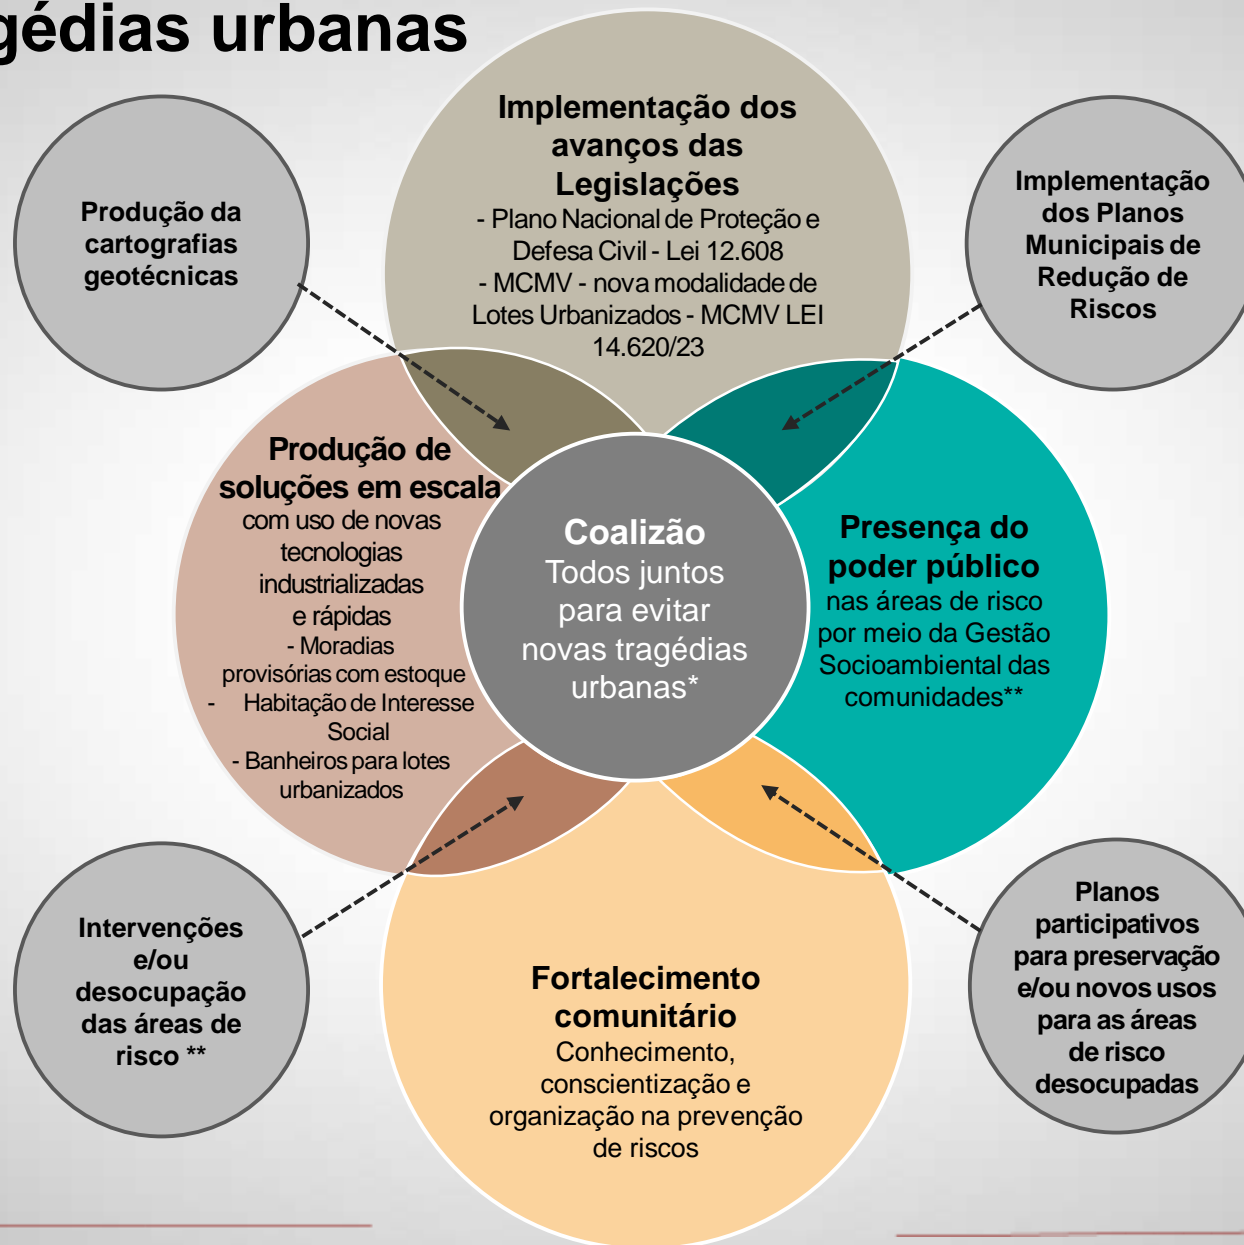 gédias urbanas
Implementação dos
avanços das
Legislações
- Plano Nacional de Proteção e
Defesa Civil - Lei 12.608
- MCMV - nova modalidade de
Lotes Urbanizados - MCMV LEI
14.620/23
Produção da
cartografias
geotécnicas
Implementação
dos Planos
Municipais de
Redução de
Riscos
Produção de
soluções em escala
com uso de novas
tecnologias
industrializadas
e rápidas
- Moradias
provisórias com estoque
- Habitação de Interesse
Social
- Banheiros para lotes
urbanizados
Coalizão
Todos juntos
para evitar
novas tragédias
urbanas*
Presença do
poder público
nas áreas de risco
por meio da Gestão
Socioambiental das
comunidades**
Intervenções
e/ou
desocupação
das áreas de
risco **
Fortalecimento
comunitário
Conhecimento,
conscientização e
organização na prevenção
de riscos
Planos
participativos
para preservação
e/ou novos usos
para as áreas
de risco
desocupadas